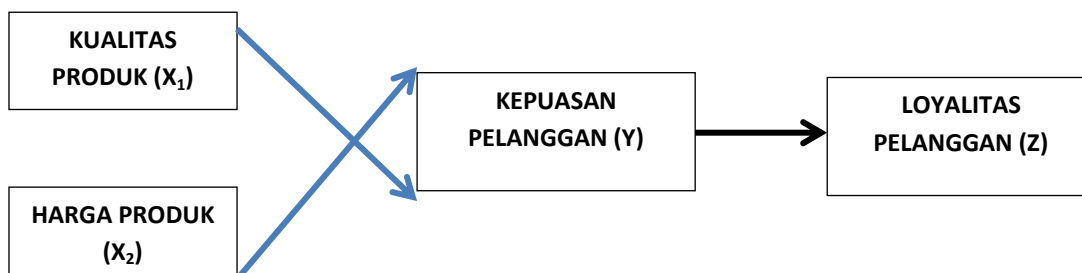 KUALITAS
PRODUK (X₁)
HARGA PRODUK
(X₂)
KEPUASAN
PELANGGAN (Y)
LOYALITAS
PELANGGAN (Z)